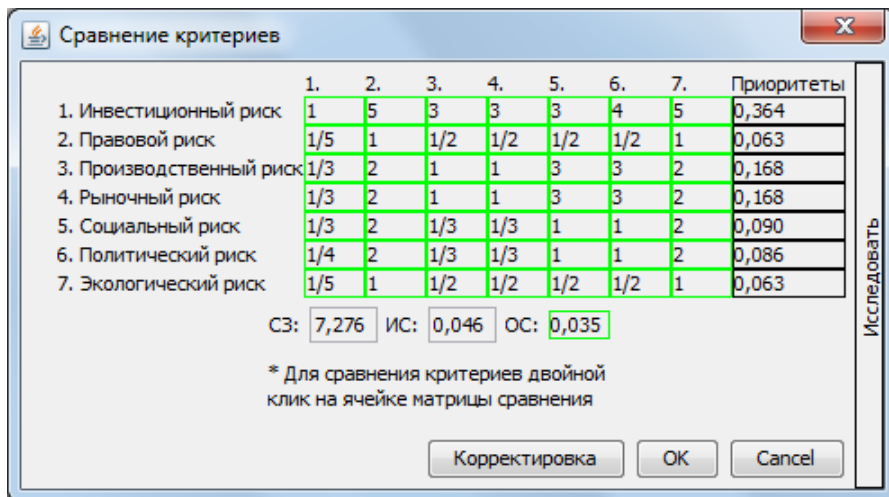 Сравнение критериев
1. 2. 3. 4. 5. 6. 7. Приоритеты
1. Инвестиционный риск 1 5 3 3 3 4 5 0,364
2. Правовой риск 1/5 1 1/2 1/2 1/2 1/2 1 0,063
3. Производственный риск 1/3 2 1 1 3 3 2 0,168
4. Рыночный риск 1/3 2 1 1 3 3 2 0,168
5. Социальный риск 1/3 2 1/3 1/3 1 1 2 0,090
6. Политический риск 1/4 2 1/3 1/3 1 1 2 0,086
7. Экологический риск 1/5 1 1/2 1/2 1/2 1/2 1 0,063
СЗ: 7,276 ИС: 0,046 ОС: 0,035
* Для сравнения критериев двойной
клик на ячейке матрицы сравнения
Корректировка OK Cancel
Исследовать